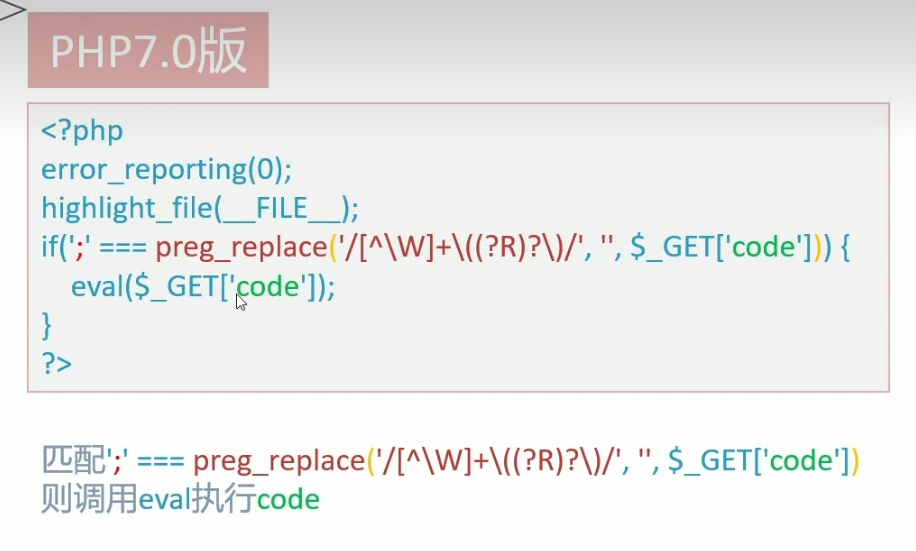 PHP7.0版
<?php
error_reporting(0);
highlight_file(__FILE__);
if(';' === preg_replace('/[^\W]+\((?R)?\)/', '', $_GET['code'])) {
eval($_GET['code']);
}
?>
匹配';' === preg_replace('/[^\W]+\((?R)?\)/', '', $_GET['code'])
则调用eval执行code